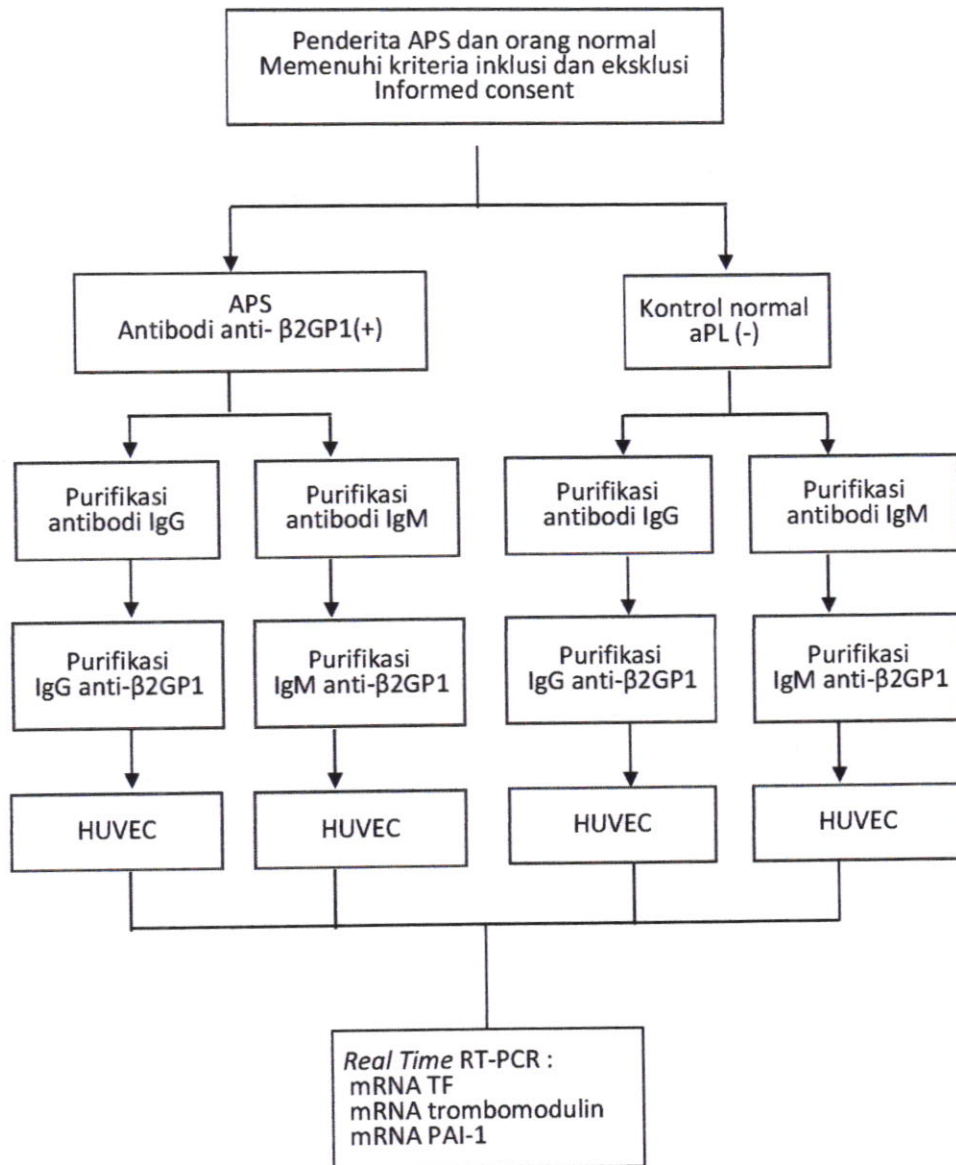 Penderita APS dan orang normal
Memenuhi kriteria inklusi dan eksklusi
Informed consent
APS
Antibodi anti- β2GP1(+)
Kontrol normal
aPL (-)
Purifikasi
antibodi IgG
Purifikasi
antibodi IgM
Purifikasi
antibodi IgG
Purifikasi
antibodi IgM
Purifikasi
IgG anti-β2GP1
Purifikasi
IgM anti-β2GP1
Purifikasi
IgG anti-β2GP1
Purifikasi
IgM anti-β2GP1
HUVEC
HUVEC
HUVEC
HUVEC
Real Time RT-PCR :
mRNA TF
mRNA trombomodulin
mRNA PAI-1